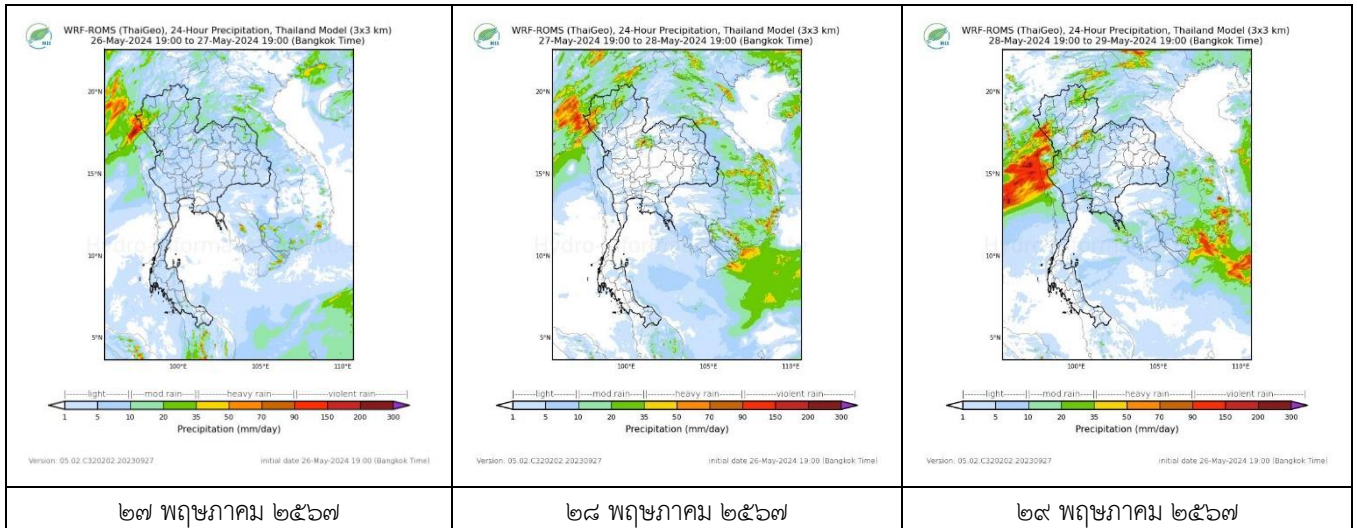 WRF-ROMS (ThaiGeo), 24-Hour Precipitation, Thailand Model (3x3 km)
26-May-2024 19:00 to 27-May-2024 19:00 (Bangkok Time)
20°N
15°N
10°N
5°N
100°E 105°E 110°E
light mod.rain heavy rain violent rain
1 5 10 20 35 50 70 90 150 200 300
Precipitation (mm/day)
Version: 05.02.C320202.20230927 initial date 26-May-2024 19:00 (Bangkok Time)
๒๗ พฤษภาคม ๒๕๖๗
WRF-ROMS (ThaiGeo), 24-Hour Precipitation, Thailand Model (3x3 km)
27-May-2024 19:00 to 28-May-2024 19:00 (Bangkok Time)
20°N
15°N
10°N
5°N
100°E 105°E 110°E
light mod.rain heavy rain violent rain
1 5 10 20 35 50 70 90 150 200 300
Precipitation (mm/day)
Version: 05.02.C320202.20230927 initial date 26-May-2024 19:00 (Bangkok Time)
๒๘ พฤษภาคม ๒๕๖๗
WRF-ROMS (ThaiGeo), 24-Hour Precipitation, Thailand Model (3x3 km)
28-May-2024 19:00 to 29-May-2024 19:00 (Bangkok Time)
20°N
15°N
10°N
5°N
100°E 105°E 110°E
light mod.rain heavy rain violent rain
1 5 10 20 35 50 70 90 150 200 300
Precipitation (mm/day)
Version: 05.02.C320202.20230927 initial date 26-May-2024 19:00 (Bangkok Time)
๒๙ พฤษภาคม ๒๕๖๗